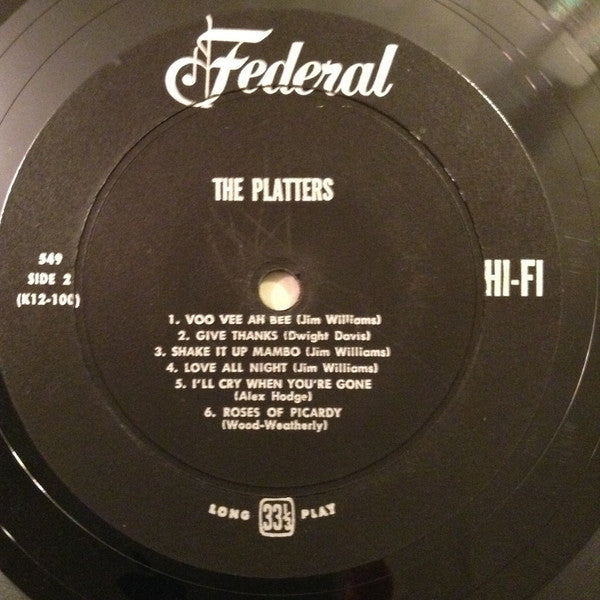 Federal
THE PLATTERS
549
SIDE 2
(K12-100)
HI-FI
1. VOO VEE AH BEE (Jim Williams)
2. GIVE THANKS (Dwight Davis)
3. SHAKE IT UP MAMBO (Jim Williams)
4. LOVE ALL NIGHT (Jim Williams)
5. I'LL CRY WHEN YOU'RE GONE
(Alex Hodge)
6. ROSES OF PICARDY
(Wood-Weatherly)
LONG 33⅓ PLAY